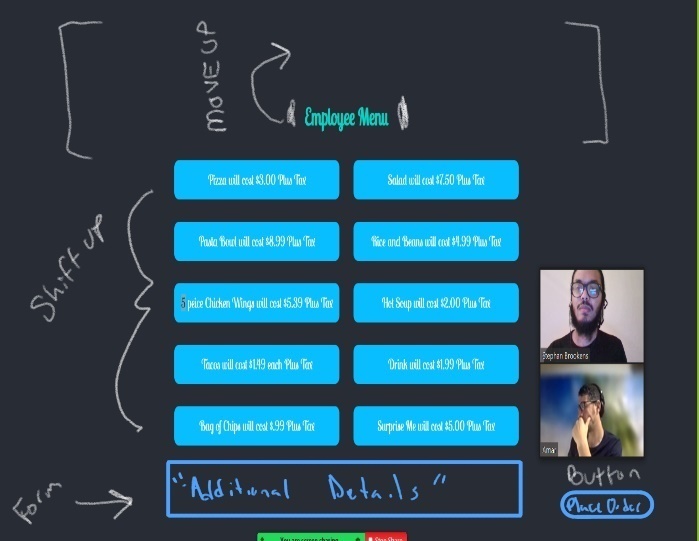 MOVE UP
Employee Menu
Pizza will cost $3.00 Plus Tax
Salad will cost $7.50 Plus Tax
Pasta Bowl will cost $8.99 Plus Tax
Rice and Beans will cost $4.99 Plus Tax
Shift UP
5 peice Chicken Wings will cost $5.39 Plus Tax
Hot Soup will cost $2.00 Plus Tax
Stephan Brookens
Tacos will cost $1.49 each Plus Tax
Drink will cost $1.99 Plus Tax
Bag of Chips will cost $.99 Plus Tax
Surprise Me will cost $5.00 Plus Tax
Form
"Additional Details"
Button
Place Order
You are screen sharing
Stop Share